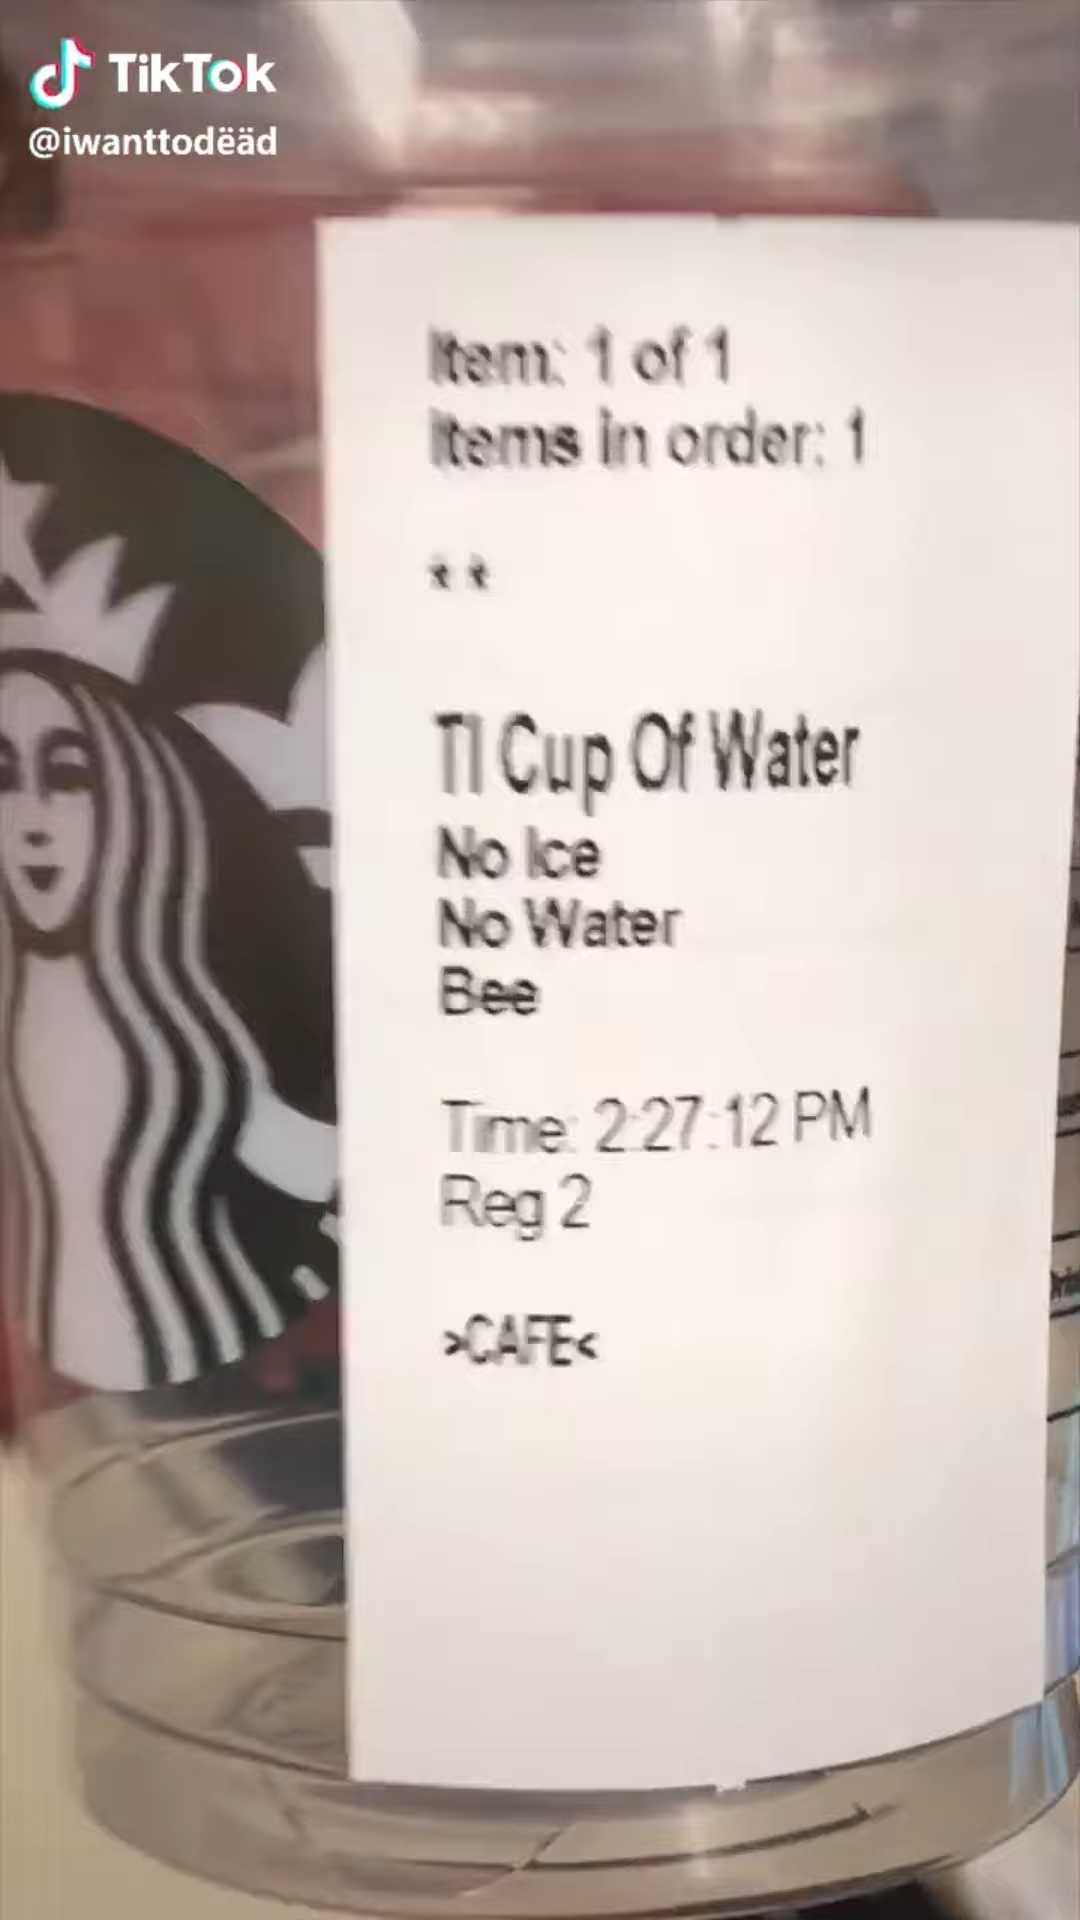 TikTok
@iwanttodëäd
Item: 1 of 1
Items in order: 1
**
TI Cup Of Water
No Ice
No Water
Bee
Time: 2:27:12 PM
Reg 2
>CAFE<